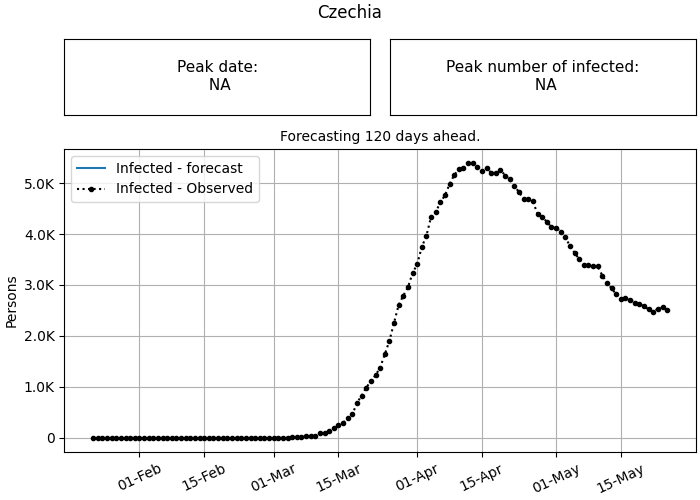 Czechia
Peak date:
NA
Peak number of infected:
NA
Forecasting 120 days ahead.
Infected - forecast
Infected - Observed
Persons
5.0K
4.0K
3.0K
2.0K
1.0K
0
01-Feb
15-Feb
01-Mar
15-Mar
01-Apr
15-Apr
01-May
15-May